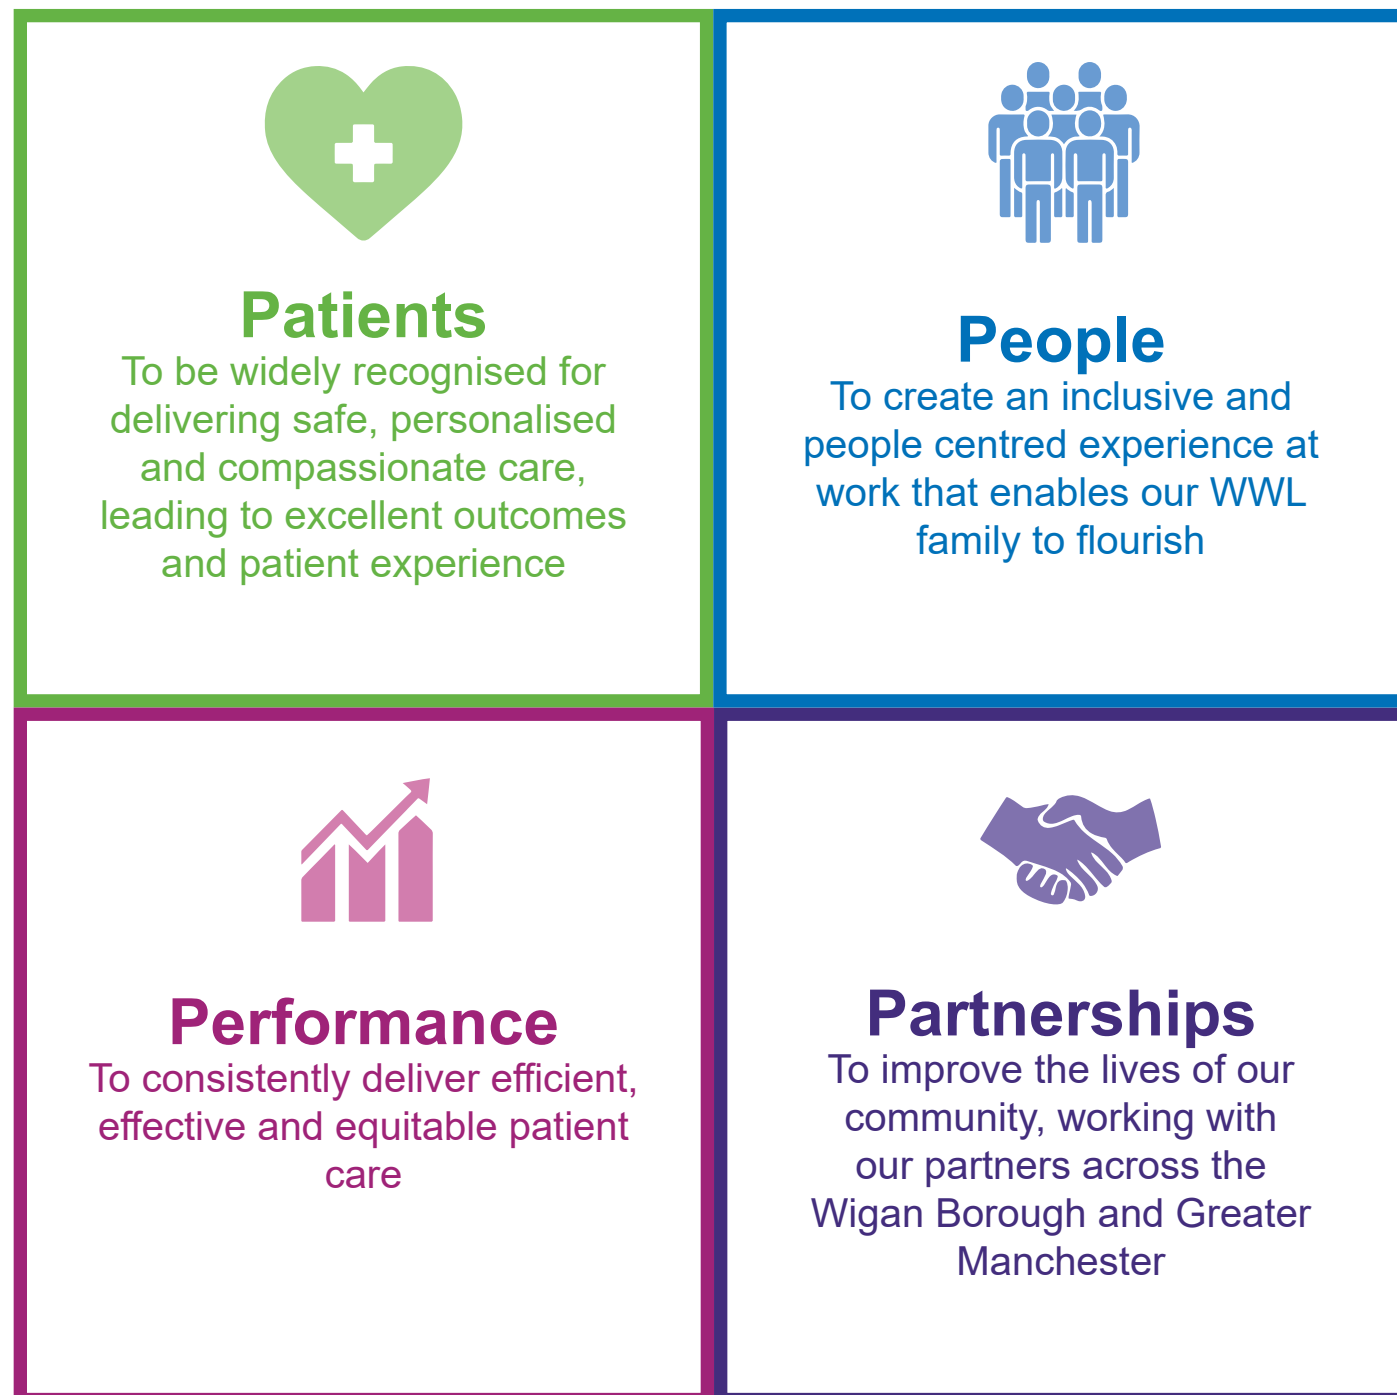 Patients
To be widely recognised for
delivering safe, personalised
and compassionate care,
leading to excellent outcomes
and patient experience
People
To create an inclusive and
people centred experience at
work that enables our WWL
family to flourish
Performance
To consistently deliver efficient,
effective and equitable patient
care
Partnerships
To improve the lives of our
community, working with
our partners across the
Wigan Borough and Greater
Manchester